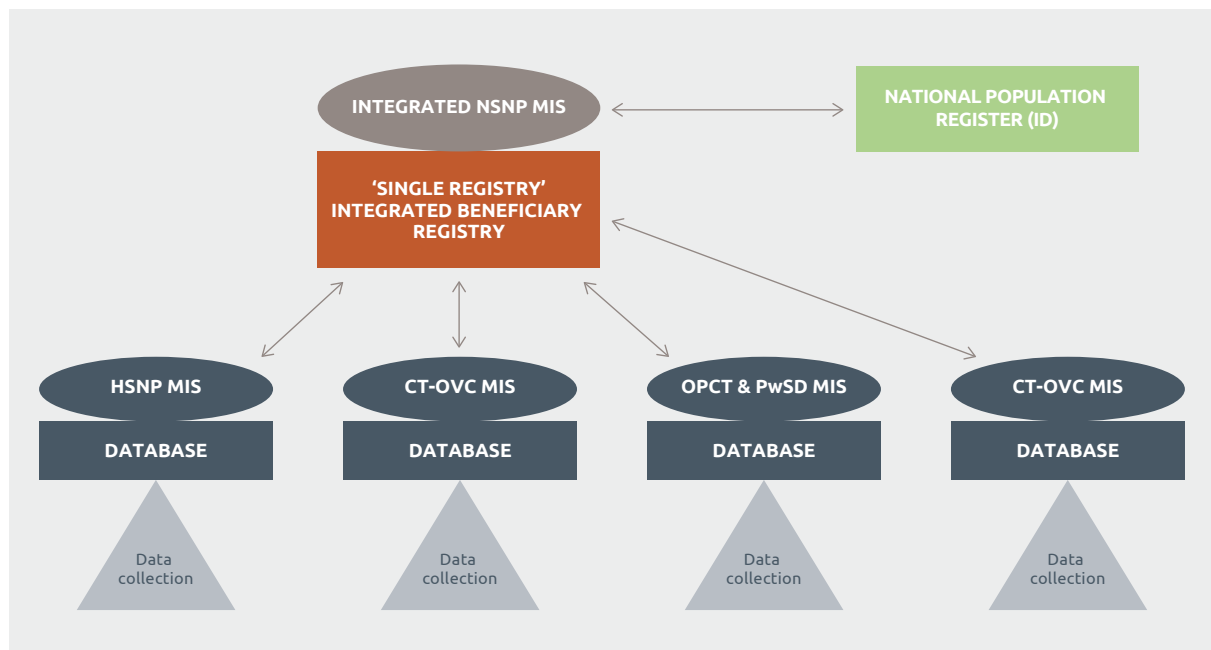 INTEGRATED NSNP MIS
NATIONAL POPULATION
REGISTER (ID)
‘SINGLE REGISTRY’
INTEGRATED BENEFICIARY
REGISTRY
HSNP MIS
CT-OVC MIS
OPCT & PwSD MIS
CT-OVC MIS
DATABASE
DATABASE
DATABASE
DATABASE
Data
collection
Data
collection
Data
collection
Data
collection